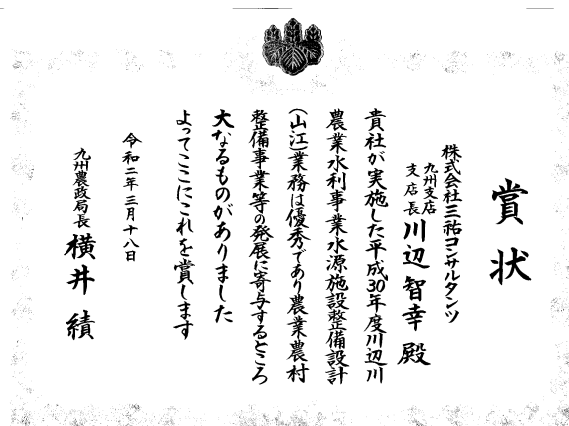 賞状
株式会社三祐コンサルタンツ
九州支店
支店長 川辺智幸 殿
貴社が実施した平成30年度川辺川
農業水利事業水源施設整備設計
(山江)業務は優秀であり農業農村
整備事業等の発展に寄与するところ
大なるものがありました
よってここにこれを賞します
令和二年三月十八日
九州農政局長 横井 績